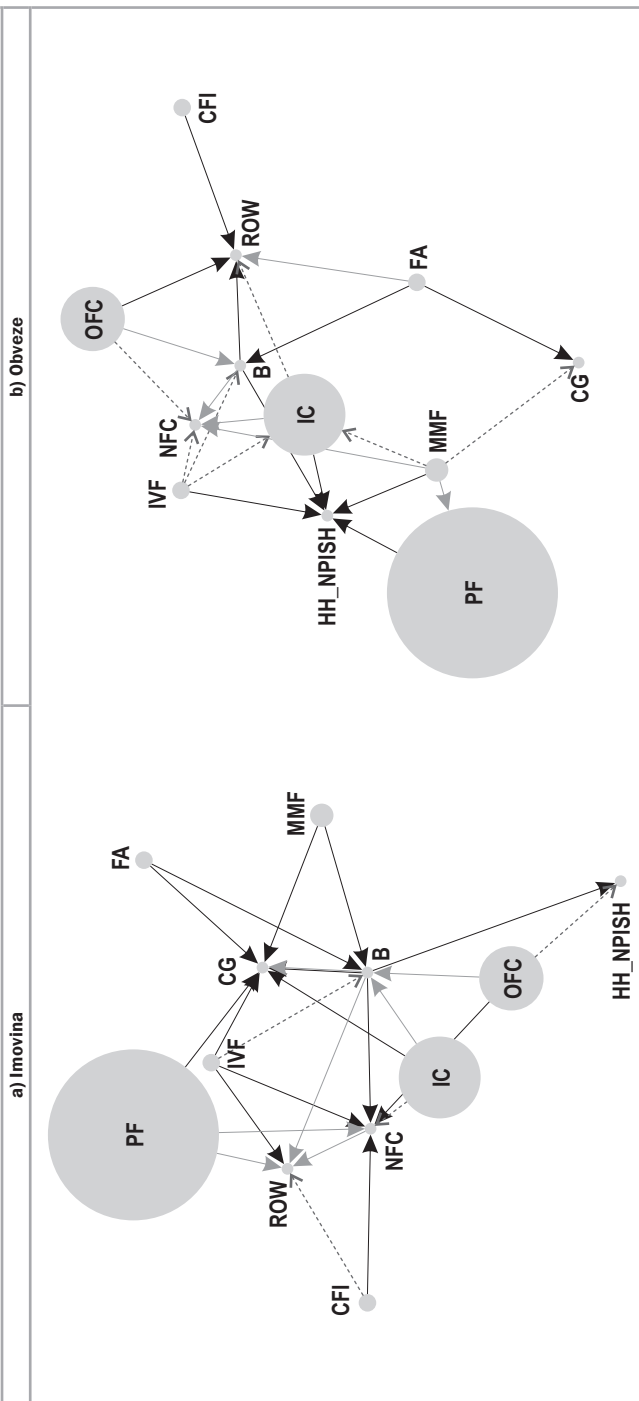 a) Imovina
PF
FA
IVF
CG
MMF
ROW
CFI
NFC
B
IC
OFC
HH_NPISH
b) Obveze
OFC
CFI
NFC
ROW
IVF
B
IC
FA
HH_NPISH
MMF
PF
CG